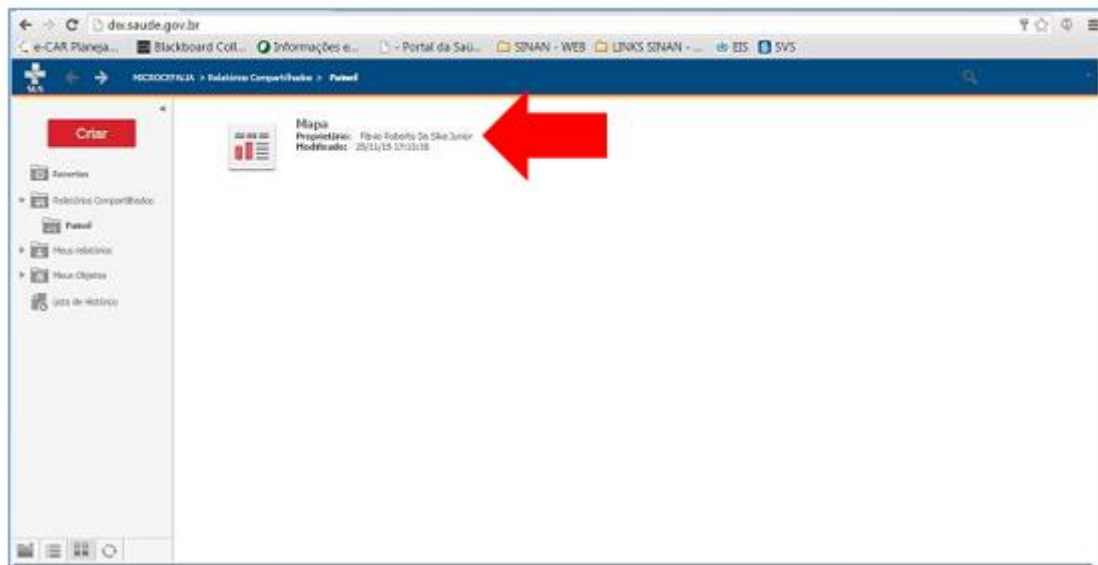 dw.saude.gov.br
e-CAR Planeja... Blackboard Coll... Informações e... - Portal da Saú... SINAN - WEB LINKS SINAN - ... EIS SVS
SUS MICROCEFALIA > Relatórios Compartilhados > Painel
Criar
Mapa
Proprietário: Flavio Roberto Da Silva Junior
Modificado:
Recentes
Relatórios Compartilhados
Painel
Meus relatórios
Meus Objetos
Lista de Histórico